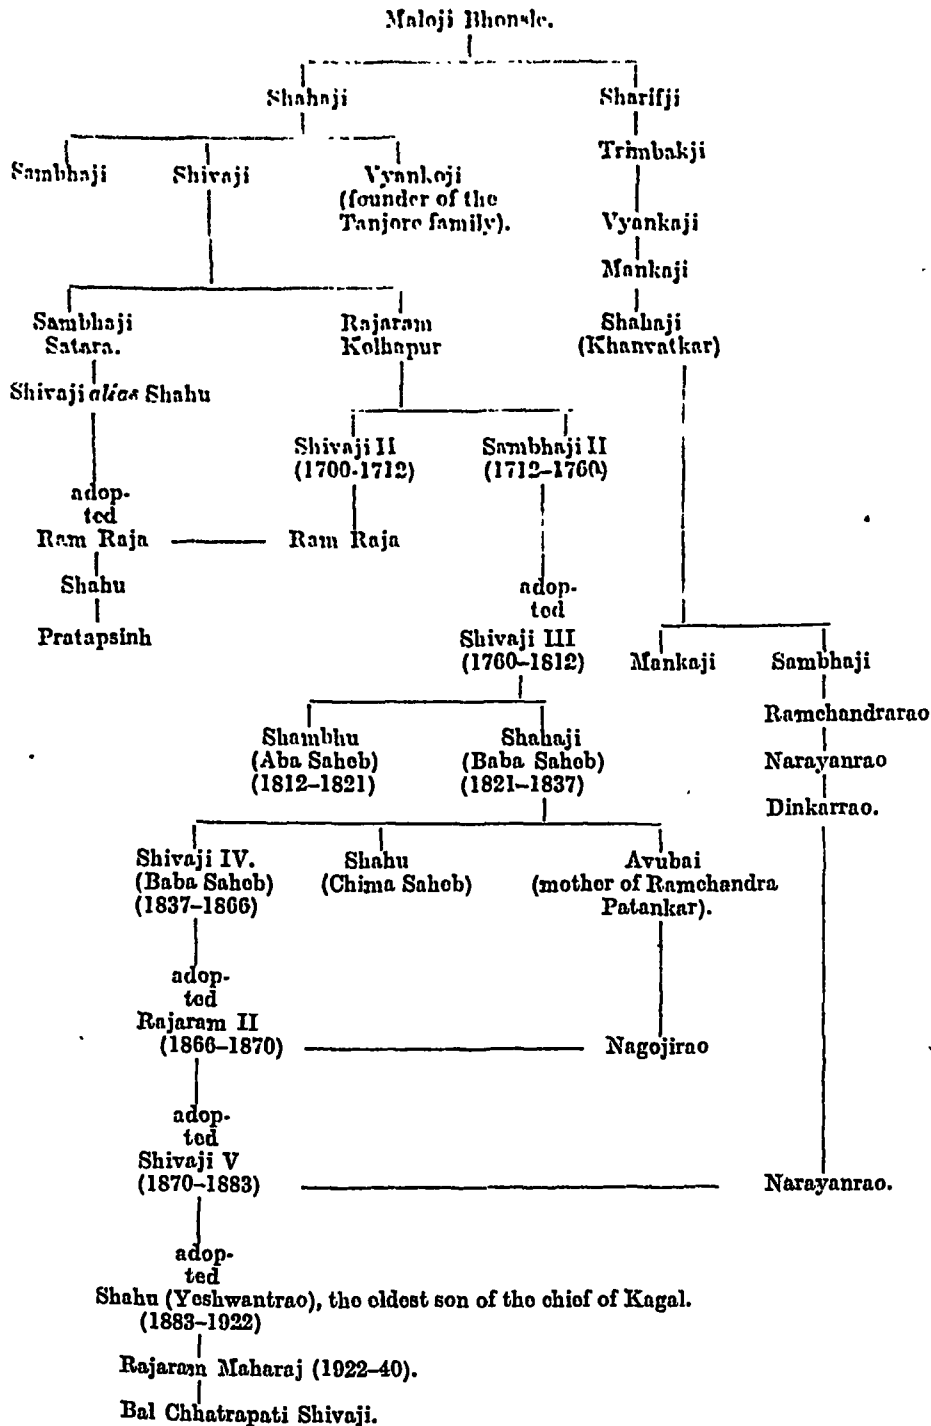 Maloji Bhonsle.
Shahaji
Sharifji
Trimbakji
Sambhaji
Shivaji
Vyankoji
(founder of the
Tanjore family).
Vyankaji
Mankaji
Sambhaji
Satara.
Rajaram
Kolhapur
Shahaji
(Khanvatkar)
Shivaji alias Shahu
Shivaji II
(1700-1712)
Sambhaji II
(1712–1760)
adop-
ted
Ram Raja
Ram Raja
Shahu
Pratapsinh
adop-
ted
Shivaji III
(1760–1812)
Mankaji
Sambhaji
Ramchandrarao
Narayanrao
Dinkarrao.
Shambhu
(Aba Saheb)
(1812–1821)
Shahaji
(Baba Saheb)
(1821–1837)
Shivaji IV.
(Baba Saheb)
(1837–1866)
Shahu
(Chima Saheb)
Avubai
(mother of Ramchandra
Patankar).
adop-
ted
Rajaram II
(1866–1870)
Nagojirao
adop-
ted
Shivaji V
(1870–1883)
Narayanrao.
adop-
ted
Shahu (Yeshwantrao), the oldest son of the chief of Kagal.
(1883–1922)
Rajaram Maharaj (1922–40).
Bal Chhatrapati Shivaji.